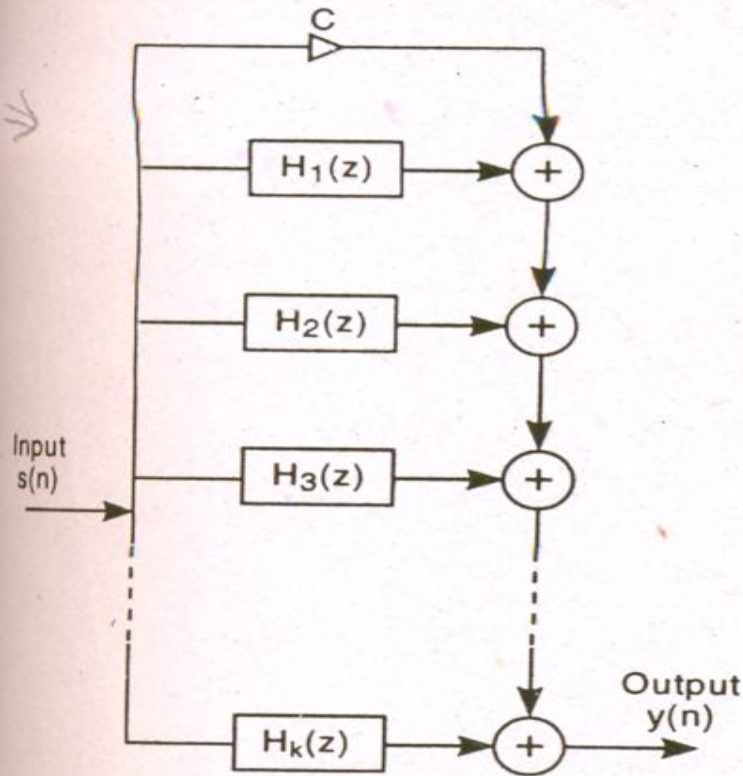 C
H₁(z)
+
H₂(z)
+
Input
s(n)
H₃(z)
+
Output
y(n)
Hₖ(z)
+